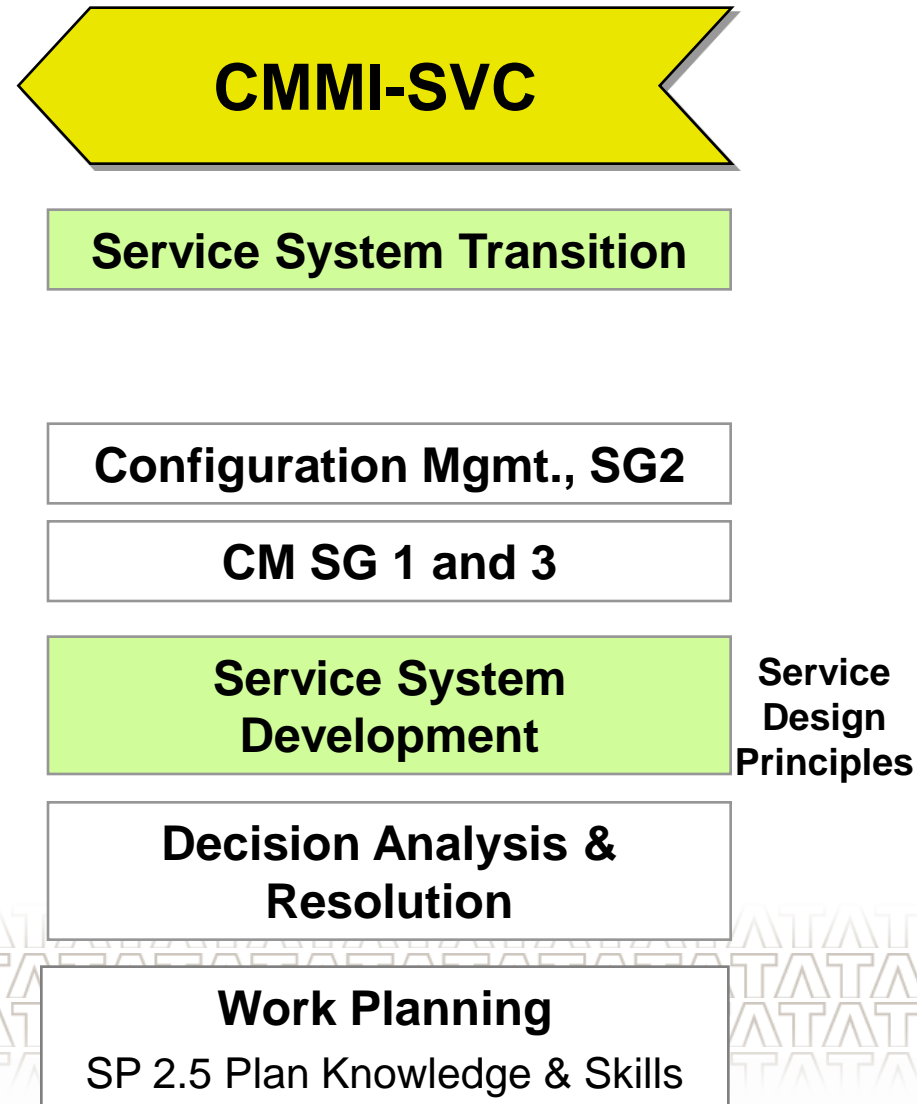 CMMI-SVC
Service System Transition
Configuration Mgmt., SG2
CM SG 1 and 3
Service System
Development
Service
Design
Principles
Decision Analysis &
Resolution
Work Planning
SP 2.5 Plan Knowledge & Skills